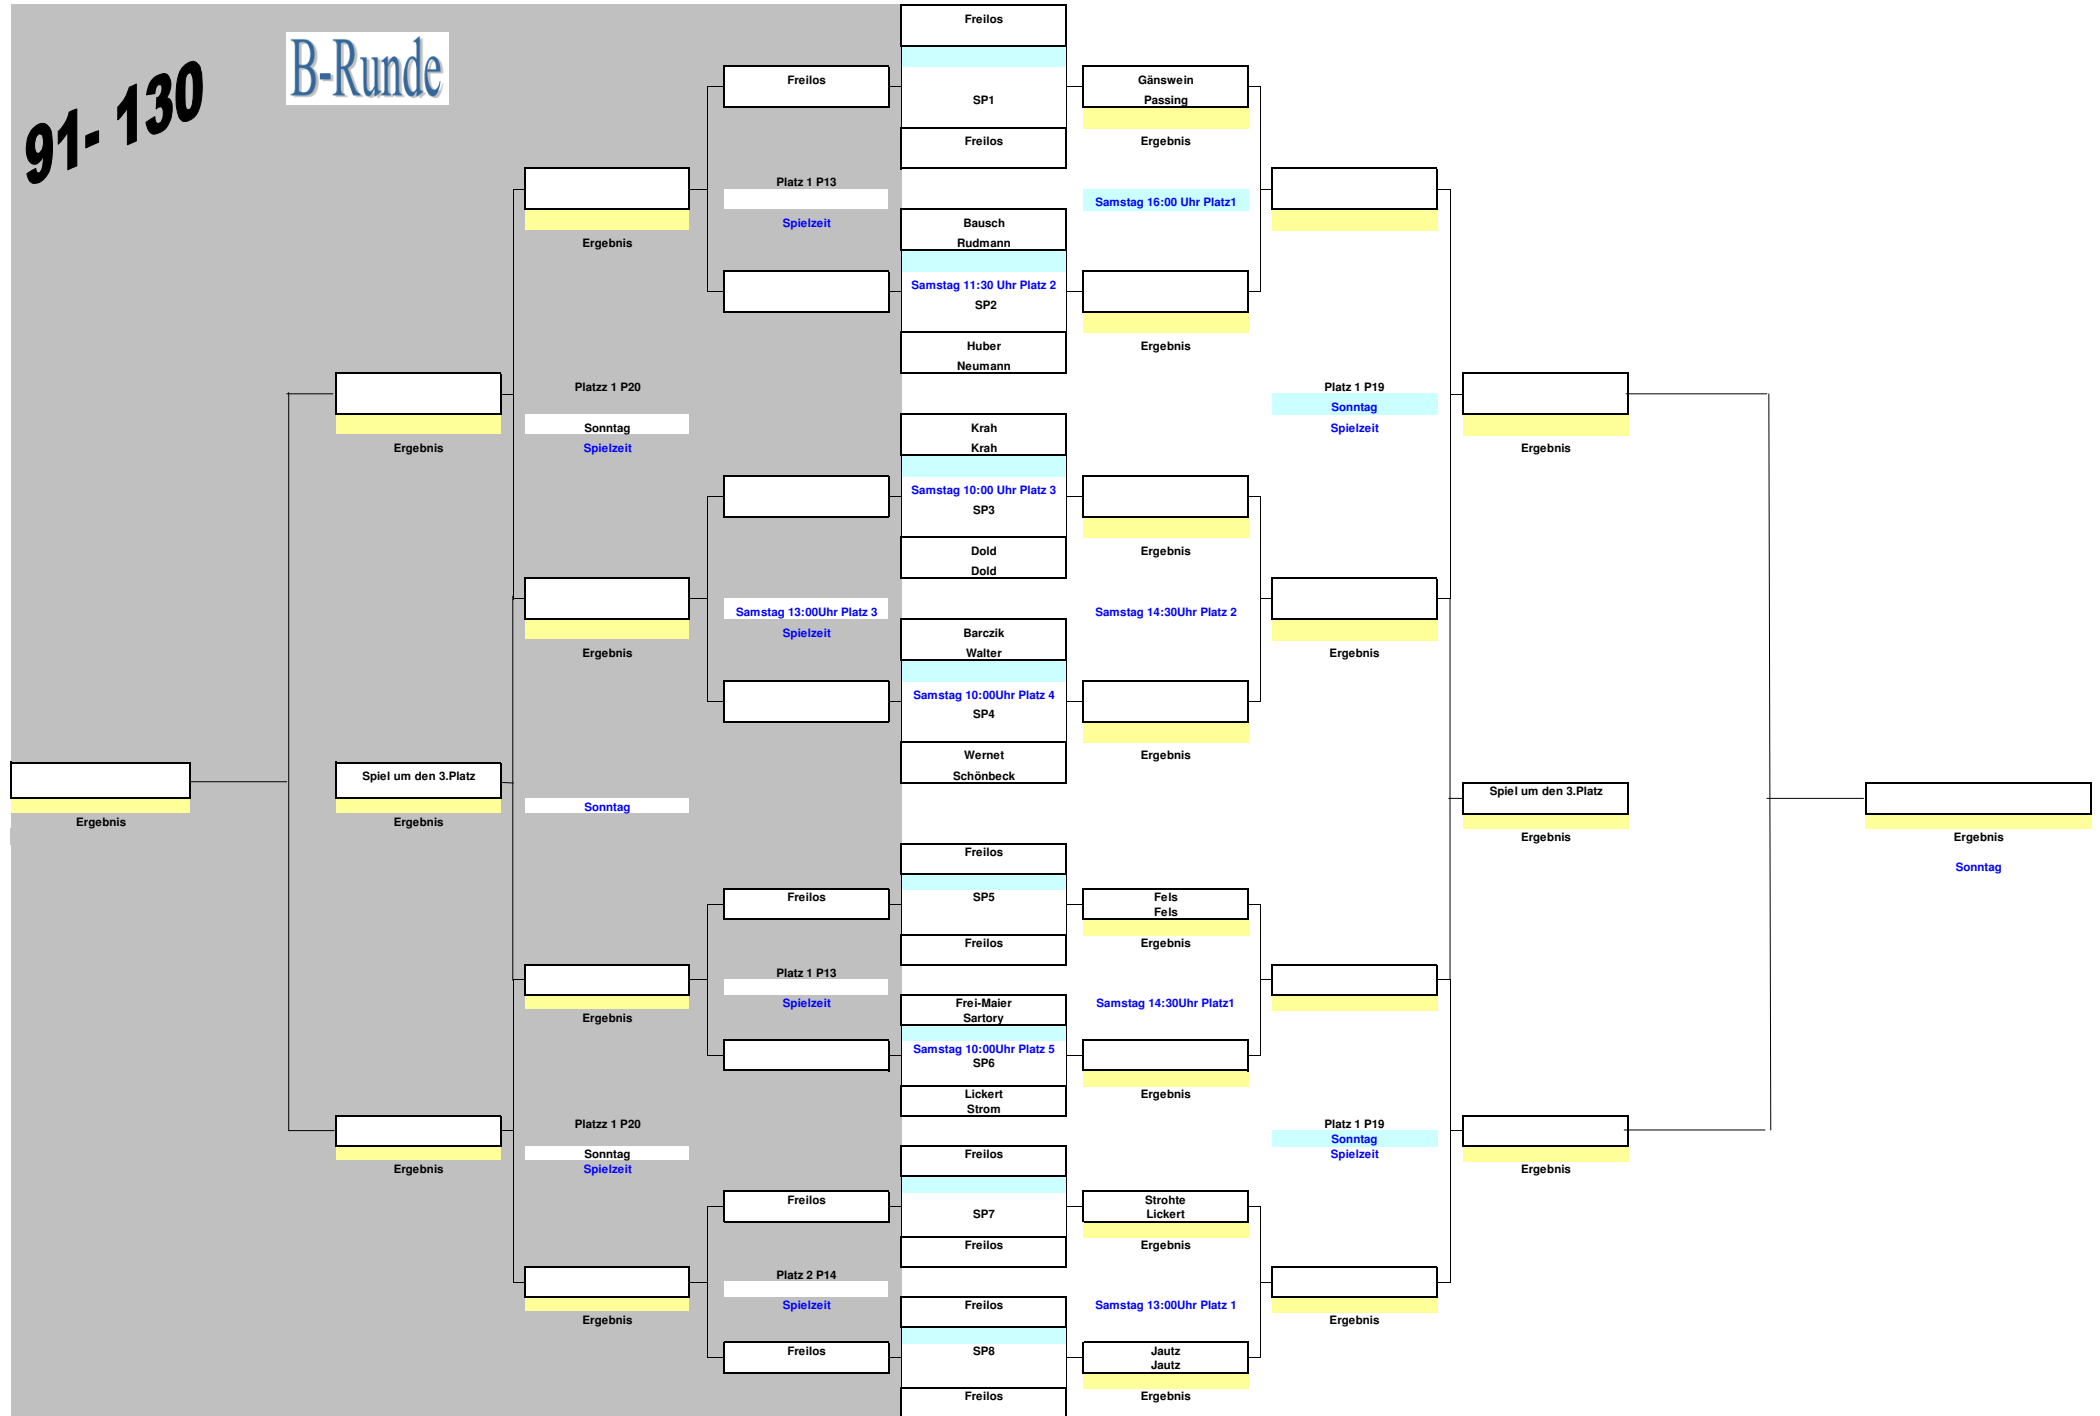 Freilos
B-Runde
91- 130
Freilos
Gänswein
SP1
Passing
Freilos
Ergebnis
Platz 1 P13
Samstag 16:00 Uhr Platz1
Spielzeit
Bausch
Ergebnis
Rudmann
Samstag 11:30 Uhr Platz 2
SP2
Huber
Ergebnis
Neumann
Platzz 1 P20
Platz 1 P19
Sonntag
Sonntag
Krah
Spielzeit
Ergebnis
Spielzeit
Krah
Ergebnis
Samstag 10:00 Uhr Platz 3
SP3
Dold
Ergebnis
Dold
Samstag 13:00Uhr Platz 3
Samstag 14:30Uhr Platz 2
Spielzeit
Barczik
Ergebnis
Walter
Ergebnis
Samstag 10:00Uhr Platz 4
SP4
Wernet
Ergebnis
Spiel um den 3.Platz
Schönbeck
Spiel um den 3.Platz
Sonntag
Ergebnis
Ergebnis
Ergebnis
Ergebnis
Freilos
Sonntag
Freilos
SP5
Fels
Fels
Freilos
Ergebnis
Platz 1 P13
Spielzeit
Frei-Maier
Samstag 14:30Uhr Platz1
Ergebnis
Sartory
Samstag 10:00Uhr Platz 5
SP6
Lickert
Ergebnis
Strom
Platzz 1 P20
Platz 1 P19
Sonntag
Sonntag
Freilos
Spielzeit
Ergebnis
Spielzeit
Ergebnis
Freilos
Strohte
SP7
Lickert
Freilos
Ergebnis
Platz 2 P14
Spielzeit
Freilos
Samstag 13:00Uhr Platz 1
Ergebnis
Ergebnis
Freilos
SP8
Jautz
Jautz
Freilos
Ergebnis